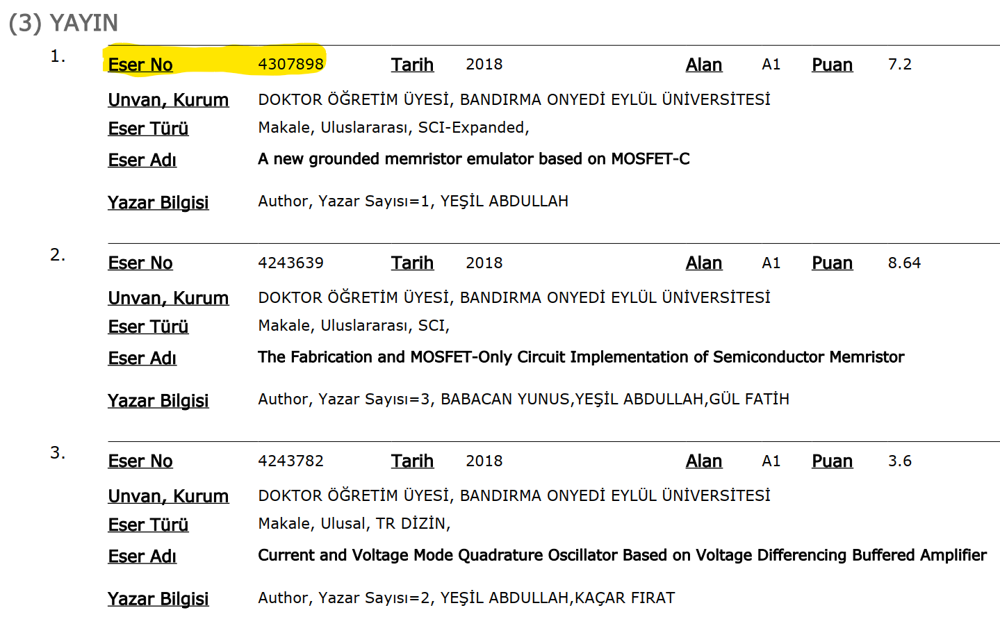 (3) YAYIN
1. Eser No 4307898 Tarih 2018 Alan A1 Puan 7.2
Unvan, Kurum DOKTOR ÖĞRETİM ÜYESİ, BANDIRMA ONYEDİ EYLÜL ÜNİVERSİTESİ
Eser Türü Makale, Uluslararası, SCI-Expanded,
Eser Adı A new grounded memristor emulator based on MOSFET-C
Yazar Bilgisi Author, Yazar Sayısı=1, YEŞİL ABDULLAH
2. Eser No 4243639 Tarih 2018 Alan A1 Puan 8.64
Unvan, Kurum DOKTOR ÖĞRETİM ÜYESİ, BANDIRMA ONYEDİ EYLÜL ÜNİVERSİTESİ
Eser Türü Makale, Uluslararası, SCI,
Eser Adı The Fabrication and MOSFET-Only Circuit Implementation of Semiconductor Memristor
Yazar Bilgisi Author, Yazar Sayısı=3, BABACAN YUNUS,YEŞİL ABDULLAH,GÜL FATİH
3. Eser No 4243782 Tarih 2018 Alan A1 Puan 3.6
Unvan, Kurum DOKTOR ÖĞRETİM ÜYESİ, BANDIRMA ONYEDİ EYLÜL ÜNİVERSİTESİ
Eser Türü Makale, Ulusal, TR DİZİN,
Eser Adı Current and Voltage Mode Quadrature Oscillator Based on Voltage Differencing Buffered Amplifier
Yazar Bilgisi Author, Yazar Sayısı=2, YEŞİL ABDULLAH,KAÇAR FIRAT